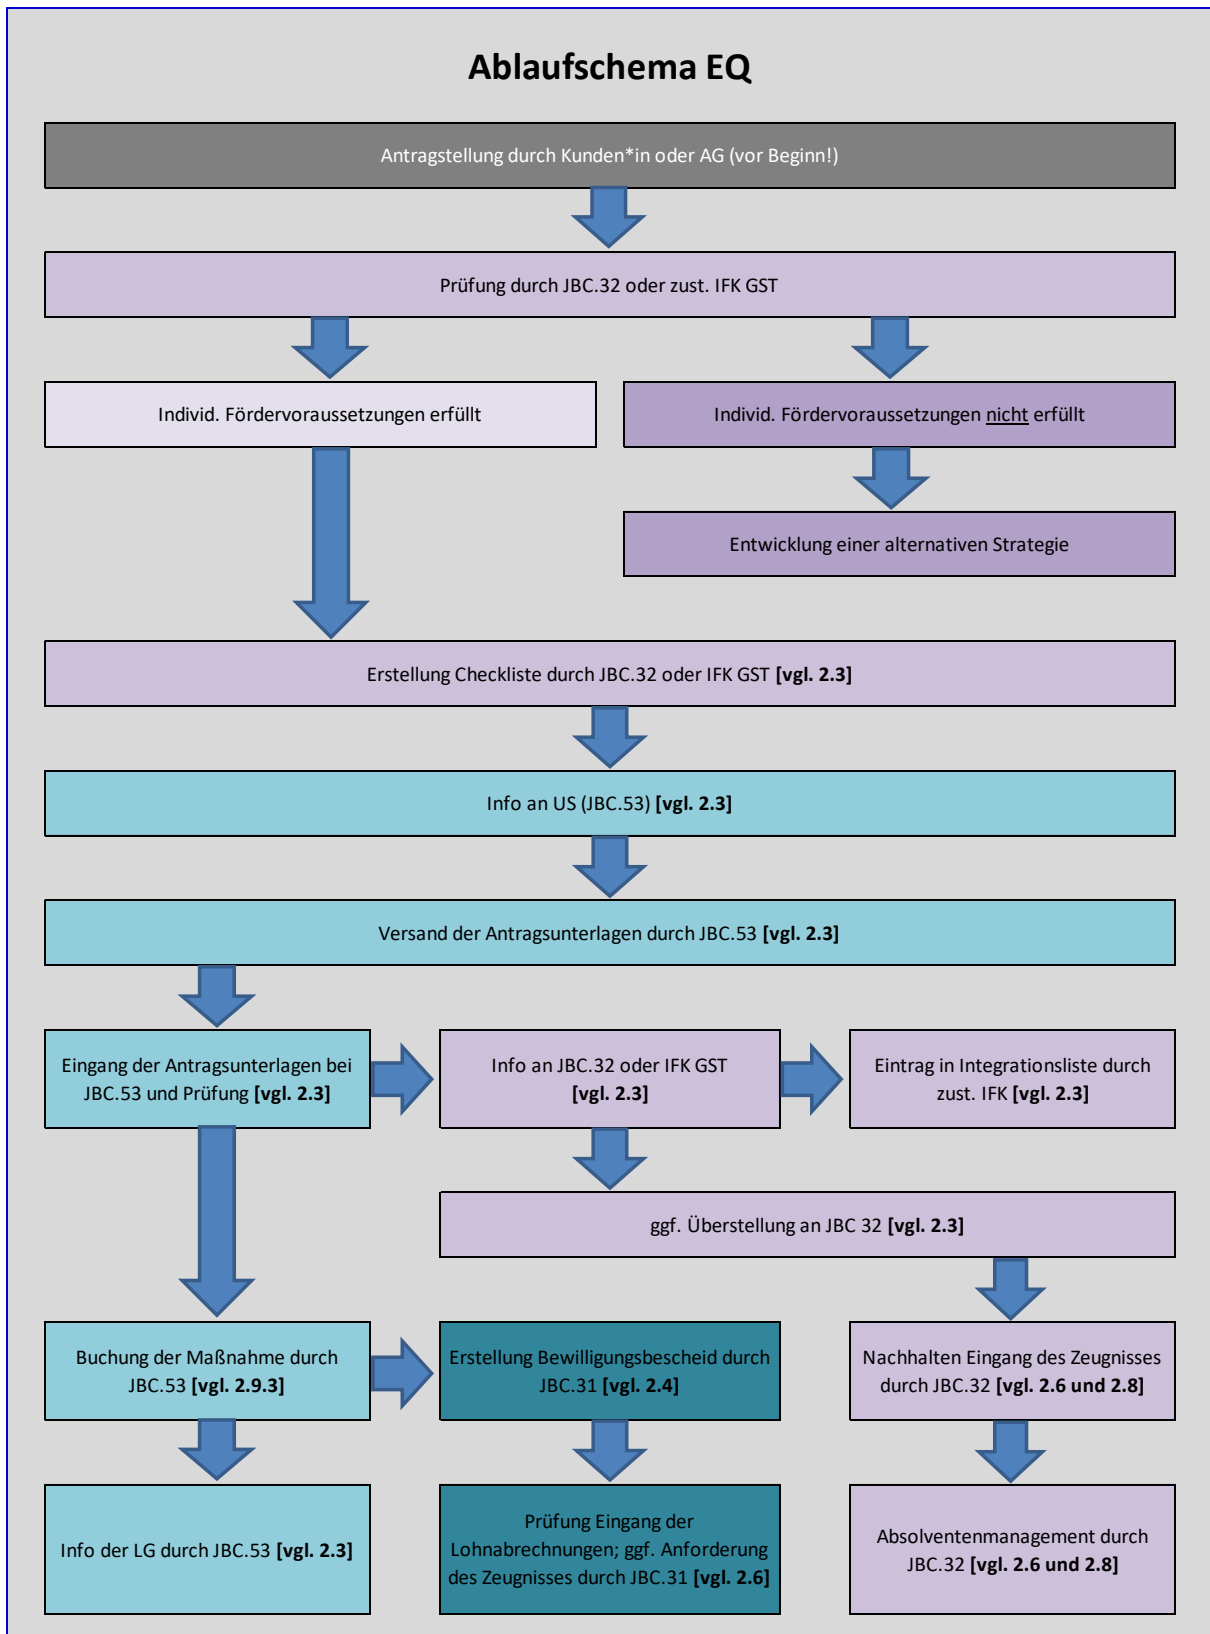 Ablaufschema EQ
Antragstellung durch Kunden*in oder AG (vor Beginn!)
Prüfung durch JBC.32 oder zust. IFK GST
Individ. Fördervoraussetzungen erfüllt
Individ. Fördervoraussetzungen nicht erfüllt
Entwicklung einer alternativen Strategie
Erstellung Checkliste durch JBC.32 oder IFK GST [vgl. 2.3]
Info an US (JBC.53) [vgl. 2.3]
Versand der Antragsunterlagen durch JBC.53 [vgl. 2.3]
Eingang der Antragsunterlagen bei
JBC.53 und Prüfung [vgl. 2.3]
Info an JBC.32 oder IFK GST
[vgl. 2.3]
Eintrag in Integrationsliste durch
zust. IFK [vgl. 2.3]
ggf. Überstellung an JBC 32 [vgl. 2.3]
Buchung der Maßnahme durch
JBC.53 [vgl. 2.9.3]
Erstellung Bewilligungsbescheid durch
JBC.31 [vgl. 2.4]
Nachhalten Eingang des Zeugnisses
durch JBC.32 [vgl. 2.6 und 2.8]
Info der LG durch JBC.53 [vgl. 2.3]
Prüfung Eingang der
Lohnabrechnungen; ggf. Anforderung
des Zeugnisses durch JBC.31 [vgl. 2.6]
Absolventenmanagement durch
JBC.32 [vgl. 2.6 und 2.8]